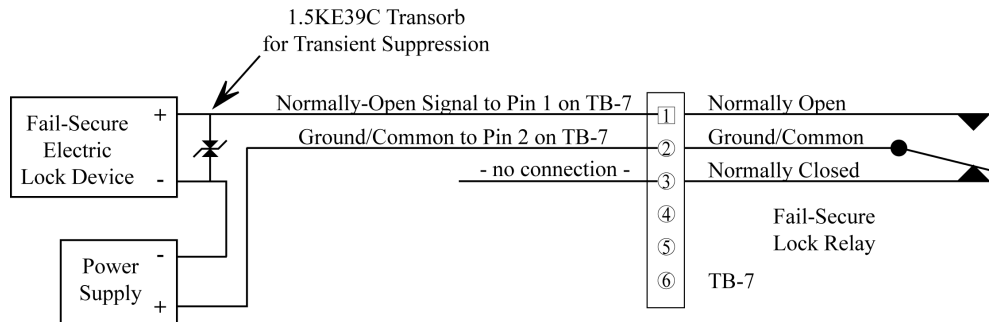 1.5KE39C Transorb
for Transient Suppression
Fail-Secure
Electric
Lock Device
+
-
Normally-Open Signal to Pin 1 on TB-7
Ground/Common to Pin 2 on TB-7
- no connection -
1
2
3
4
5
6
Normally Open
Ground/Common
Normally Closed
Fail-Secure
Lock Relay
TB-7
Power
Supply
-
+